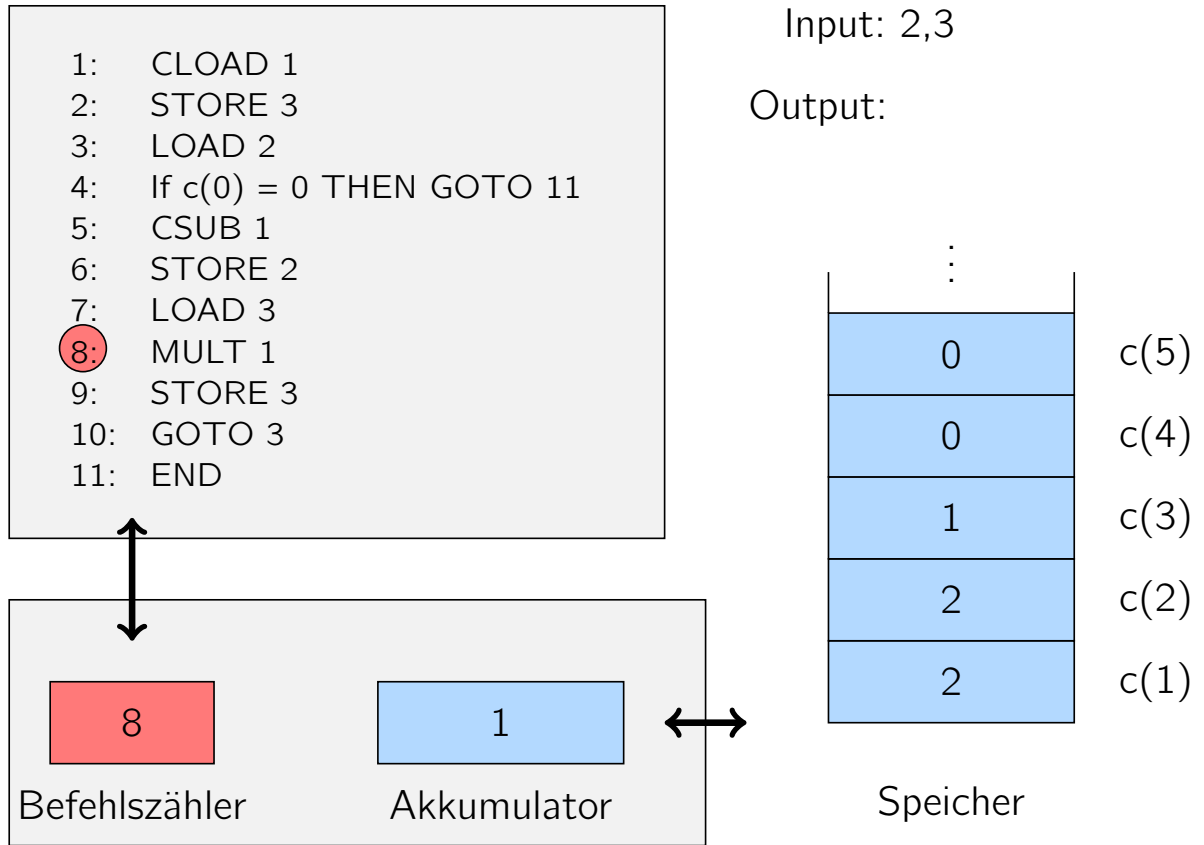 1: CLOAD 1
2: STORE 3
3: LOAD 2
4: If c(0) = 0 THEN GOTO 11
5: CSUB 1
6: STORE 2
7: LOAD 3
8: MULT 1
9: STORE 3
10: GOTO 3
11: END
Input: 2,3
Output:
⋮
0 c(5)
0 c(4)
1 c(3)
2 c(2)
2 c(1)
Speicher
8
Befehlszähler
1
Akkumulator